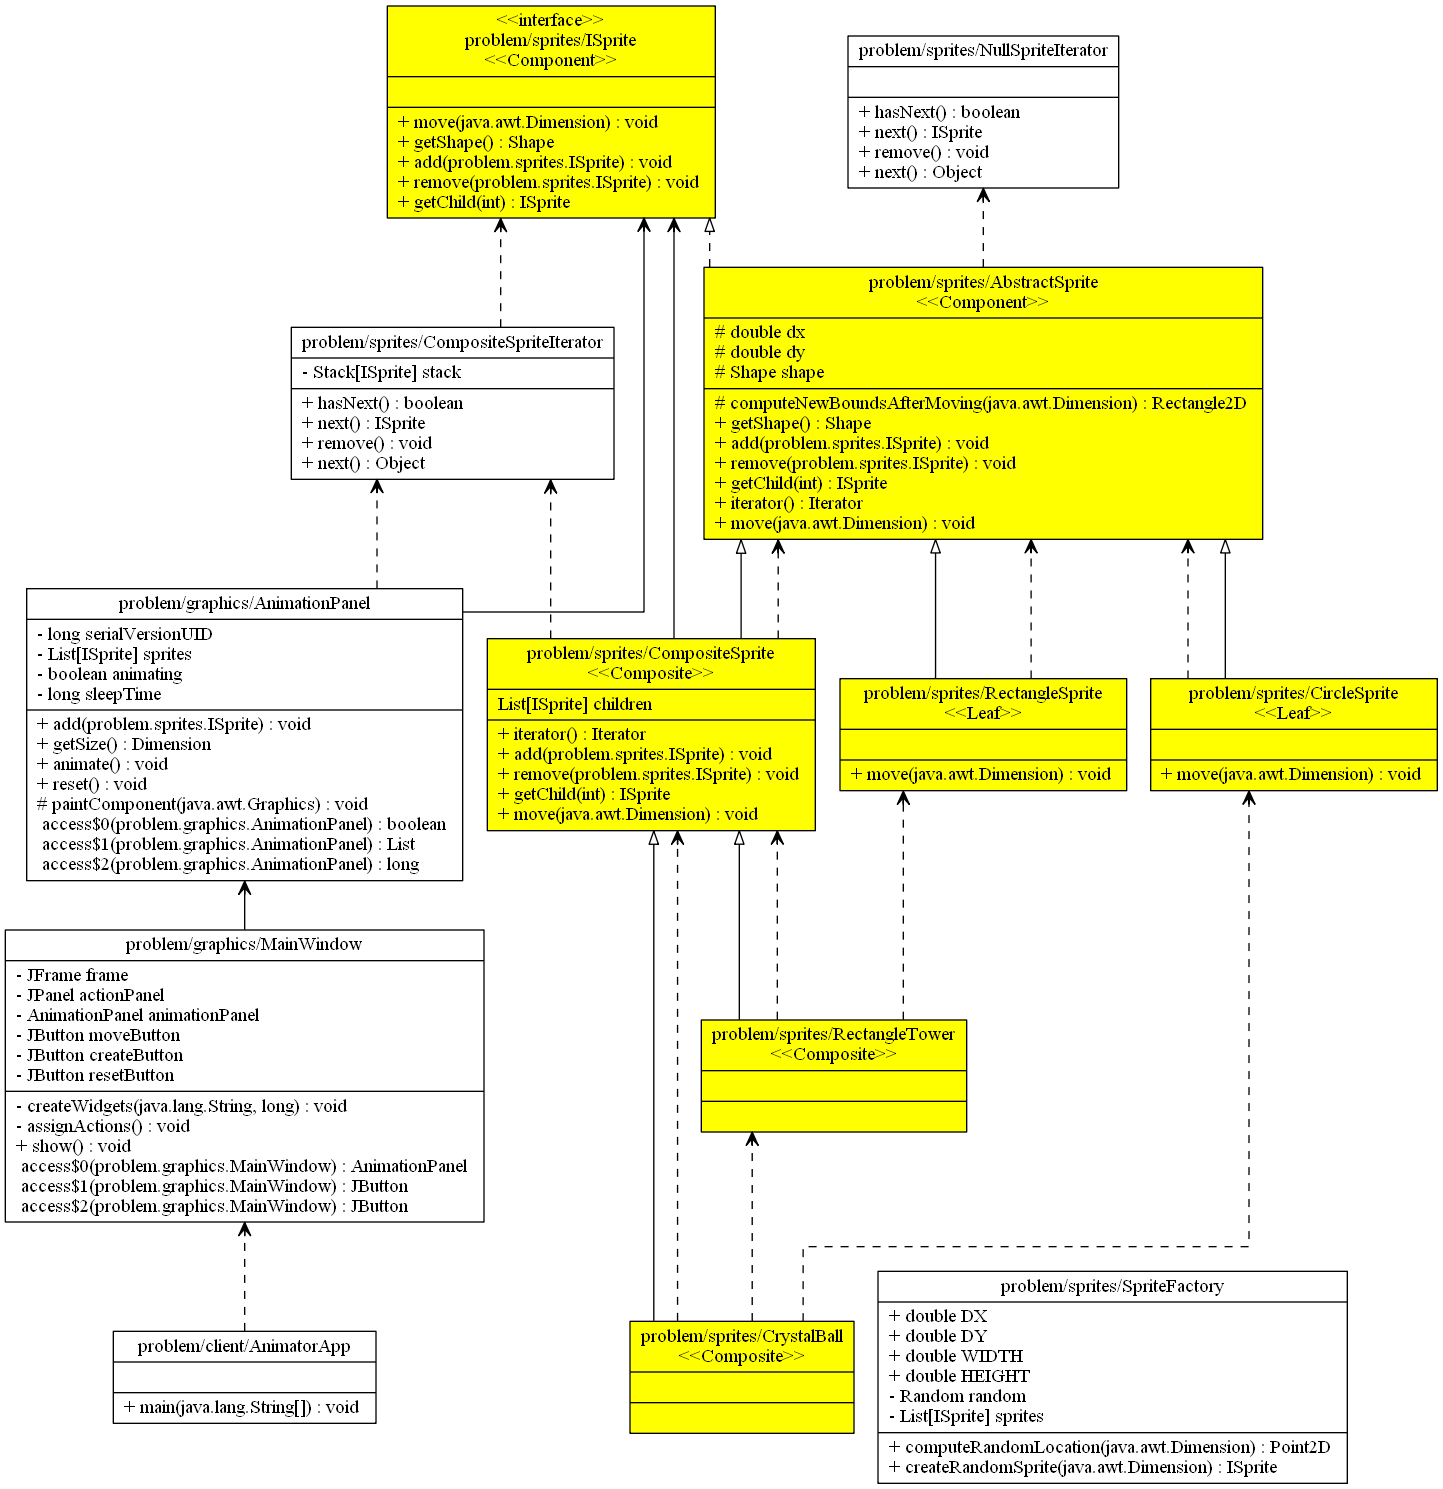 <<interface>>
problem/sprites/ISprite
<<Component>>
+ move(java.awt.Dimension) : void
+ getShape() : Shape
+ add(problem.sprites.ISprite) : void
+ remove(problem.sprites.ISprite) : void
+ getChild(int) : ISprite
problem/sprites/NullSpriteIterator
+ hasNext() : boolean
+ next() : ISprite
+ remove() : void
+ next() : Object
problem/sprites/AbstractSprite
<<Component>>
# double dx
# double dy
# Shape shape
# computeNewBoundsAfterMoving(java.awt.Dimension) : Rectangle2D
+ getShape() : Shape
+ add(problem.sprites.ISprite) : void
+ remove(problem.sprites.ISprite) : void
+ getChild(int) : ISprite
+ iterator() : Iterator
+ move(java.awt.Dimension) : void
problem/sprites/CompositeSpriteIterator
- Stack[ISprite] stack
+ hasNext() : boolean
+ next() : ISprite
+ remove() : void
+ next() : Object
problem/graphics/AnimationPanel
- long serialVersionUID
- List[ISprite] sprites
- boolean animating
- long sleepTime
+ add(problem.sprites.ISprite) : void
+ getSize() : Dimension
+ animate() : void
+ reset() : void
# paintComponent(java.awt.Graphics) : void
access$0(problem.graphics.AnimationPanel) : boolean
access$1(problem.graphics.AnimationPanel) : List
access$2(problem.graphics.AnimationPanel) : long
problem/sprites/CompositeSprite
<<Composite>>
List[ISprite] children
+ iterator() : Iterator
+ add(problem.sprites.ISprite) : void
+ remove(problem.sprites.ISprite) : void
+ getChild(int) : ISprite
+ move(java.awt.Dimension) : void
problem/sprites/RectangleSprite
<<Leaf>>
+ move(java.awt.Dimension) : void
problem/sprites/CircleSprite
<<Leaf>>
+ move(java.awt.Dimension) : void
problem/graphics/MainWindow
- JFrame frame
- JPanel actionPanel
- AnimationPanel animationPanel
- JButton moveButton
- JButton createButton
- JButton resetButton
- createWidgets(java.lang.String, long) : void
- assignActions() : void
+ show() : void
access$0(problem.graphics.MainWindow) : AnimationPanel
access$1(problem.graphics.MainWindow) : JButton
access$2(problem.graphics.MainWindow) : JButton
problem/sprites/RectangleTower
<<Composite>>
problem/client/AnimatorApp
+ main(java.lang.String[]) : void
problem/sprites/CrystalBall
<<Composite>>
problem/sprites/SpriteFactory
+ double DX
+ double DY
+ double WIDTH
+ double HEIGHT
- Random random
- List[ISprite] sprites
+ computeRandomLocation(java.awt.Dimension) : Point2D
+ createRandomSprite(java.awt.Dimension) : ISprite